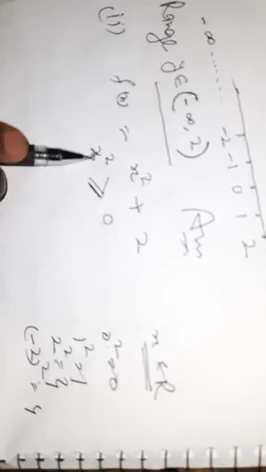 -∞ ....... -2 -1 0 1 2
Range y∈(-∞, 2) Ans
(ii) f(x) = x² + 2
x² ⩾ 0
x ∈ R
0² = 0
1² = 1
2² = 4
(-2)² = 4